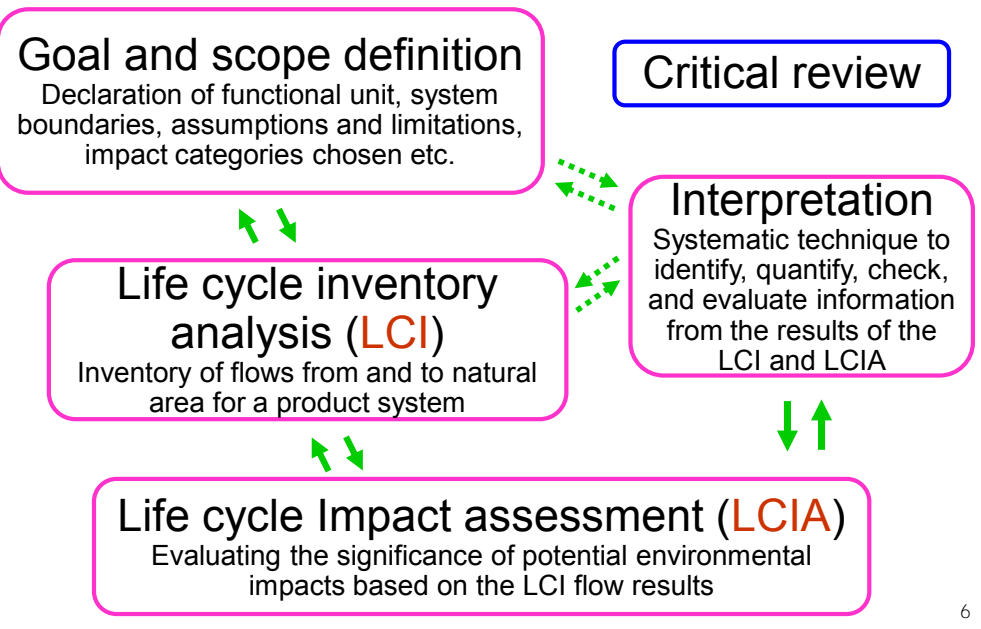 Goal and scope definition
Declaration of functional unit, system
boundaries, assumptions and limitations,
impact categories chosen etc.
Critical review
Interpretation
Systematic technique to
identify, quantify, check,
and evaluate information
from the results of the
LCI and LCIA
Life cycle inventory
analysis (LCI)
Inventory of flows from and to natural
area for a product system
Life cycle Impact assessment (LCIA)
Evaluating the significance of potential environmental
impacts based on the LCI flow results
6